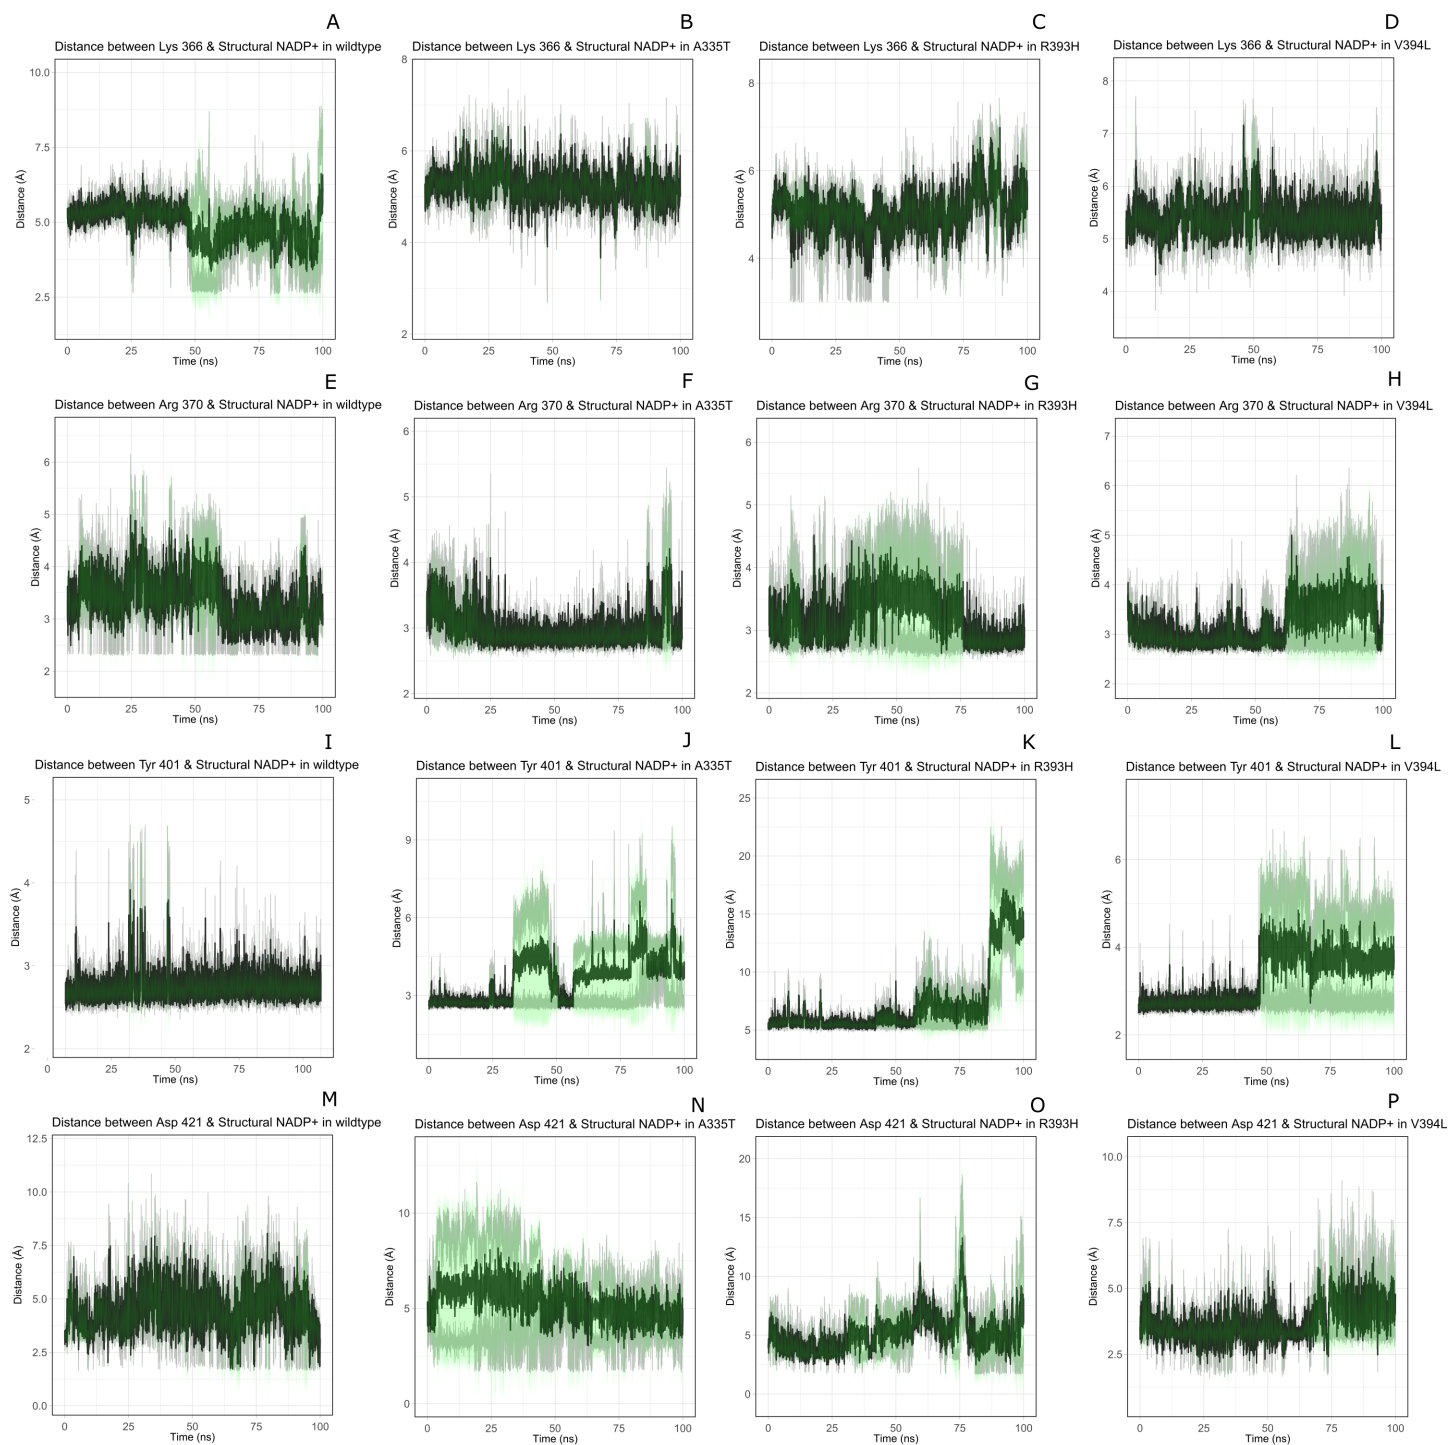 A
Distance between Lys 366 & Structural NADP+ in wildtype
Distance (Å)
10.0
7.5
5.0
2.5
0 25 50 75 100
Time (ns)
B
Distance between Lys 366 & Structural NADP+ in A335T
Distance (Å)
8
6
4
2
0 25 50 75 100
Time (ns)
C
Distance between Lys 366 & Structural NADP+ in R393H
Distance (Å)
8
6
4
0 25 50 75 100
Time (ns)
D
Distance between Lys 366 & Structural NADP+ in V394L
Distance (Å)
8
7
6
5
4
0 25 50 75 100
Time (ns)
E
Distance between Arg 370 & Structural NADP+ in wildtype
Distance (Å)
6
5
4
3
2
0 25 50 75 100
Time (ns)
F
Distance between Arg 370 & Structural NADP+ in A335T
Distance (Å)
6
5
4
3
2
0 25 50 75 100
Time (ns)
G
Distance between Arg 370 & Structural NADP+ in R393H
Distance (Å)
6
5
4
3
2
0 25 50 75 100
Time (ns)
H
Distance between Arg 370 & Structural NADP+ in V394L
Distance (Å)
7
6
5
4
3
2
0 25 50 75 100
Time (ns)
I
Distance between Tyr 401 & Structural NADP+ in wildtype
Distance (Å)
5
4
3
2
0 25 50 75 100
Time (ns)
J
Distance between Tyr 401 & Structural NADP+ in A335T
Distance (Å)
9
6
3
0 25 50 75 100
Time (ns)
K
Distance between Tyr 401 & Structural NADP+ in R393H
Distance (Å)
25
20
15
10
5
0 25 50 75 100
Time (ns)
L
Distance between Tyr 401 & Structural NADP+ in V394L
Distance (Å)
6
4
2
0 25 50 75 100
Time (ns)
M
Distance between Asp 421 & Structural NADP+ in wildtype
Distance (Å)
12.5
10.0
7.5
5.0
2.5
0.0
0 25 50 75 100
Time (ns)
N
Distance between Asp 421 & Structural NADP+ in A335T
Distance (Å)
10
5
0
0 25 50 75 100
Time (ns)
O
Distance between Asp 421 & Structural NADP+ in R393H
Distance (Å)
20
15
10
5
0
0 25 50 75 100
Time (ns)
P
Distance between Asp 421 & Structural NADP+ in V394L
Distance (Å)
10.0
7.5
5.0
2.5
0 25 50 75 100
Time (ns)